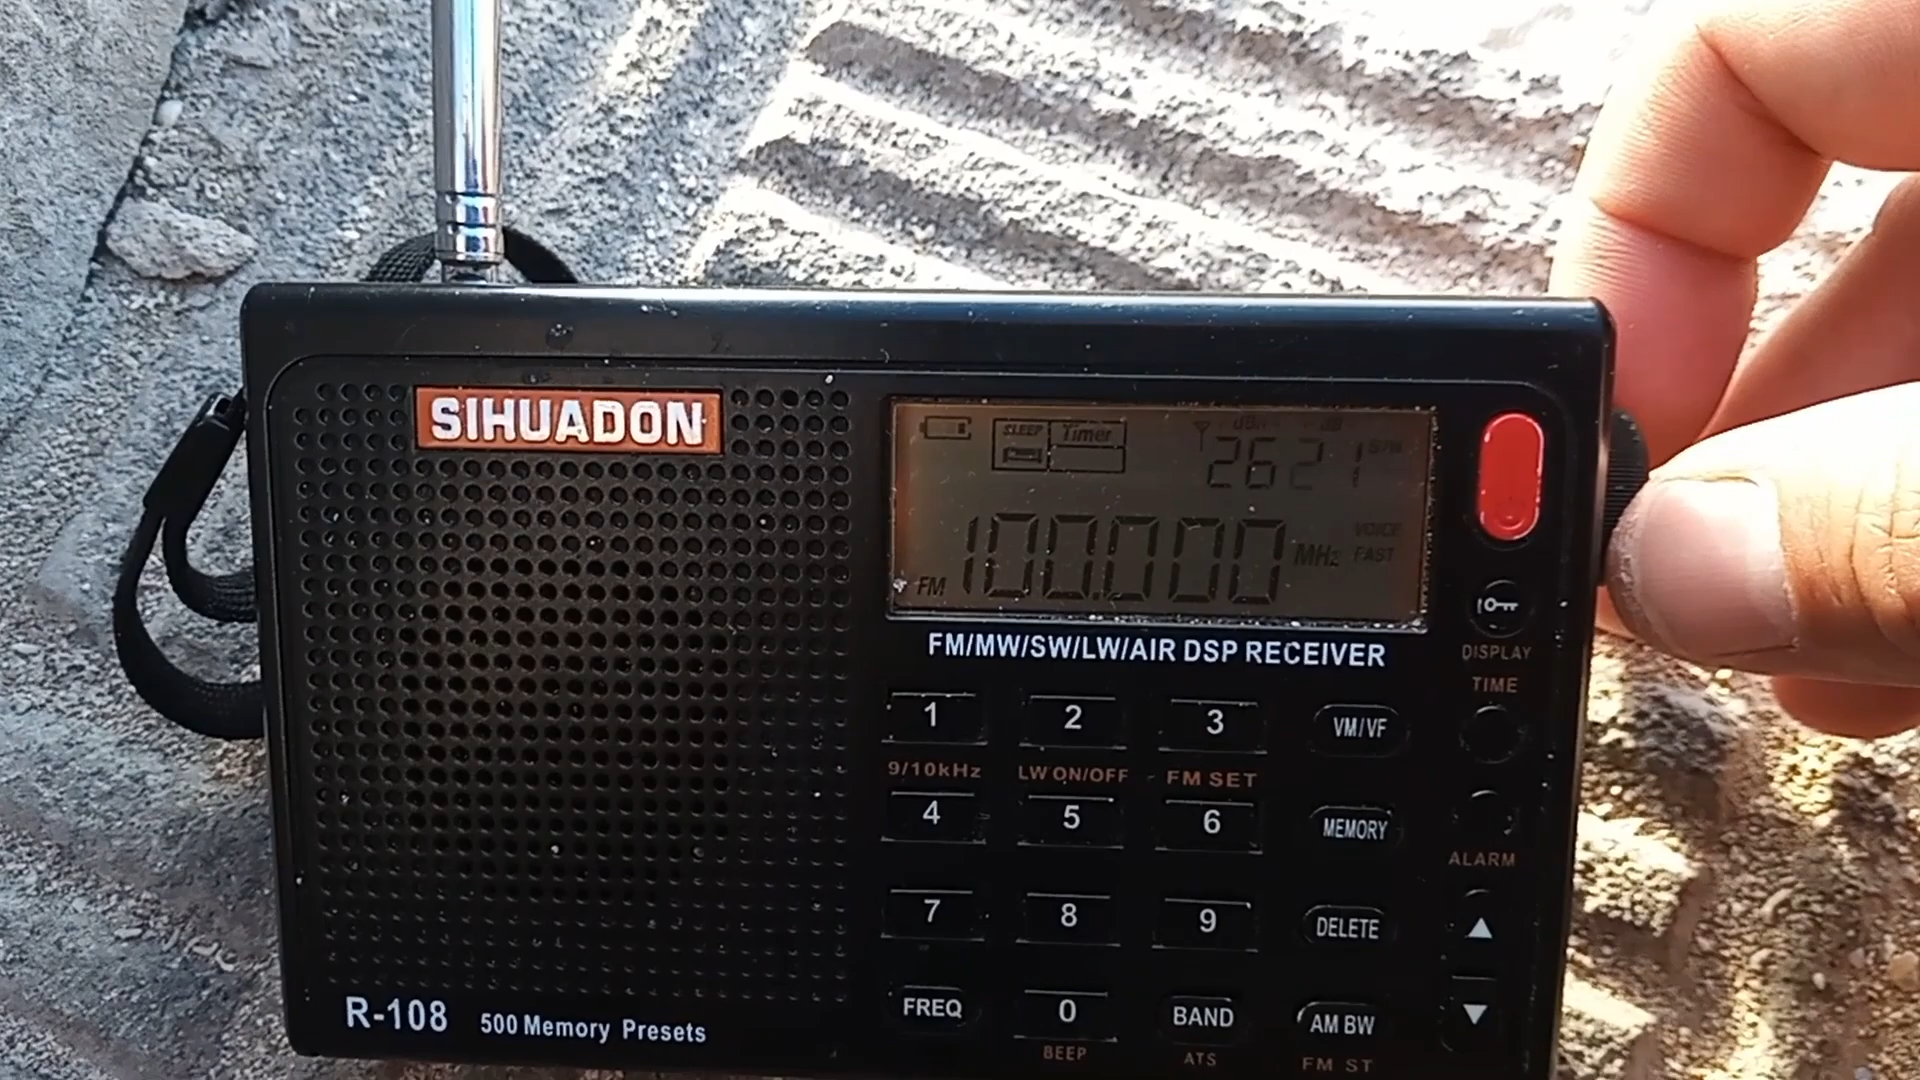 SIHUADON
SLEEP Timer
2621
FM 100.000 MHz
VOICE
FAST
FM/MW/SW/LW/AIR DSP RECEIVER
DISPLAY
TIME
1 2 3 VM/VF
9/10kHz LW ON/OFF FM SET
4 5 6 MEMORY
ALARM
7 8 9 DELETE
R-108 500 Memory Presets
FREQ 0 BAND AM BW
BEEP ATS FM ST